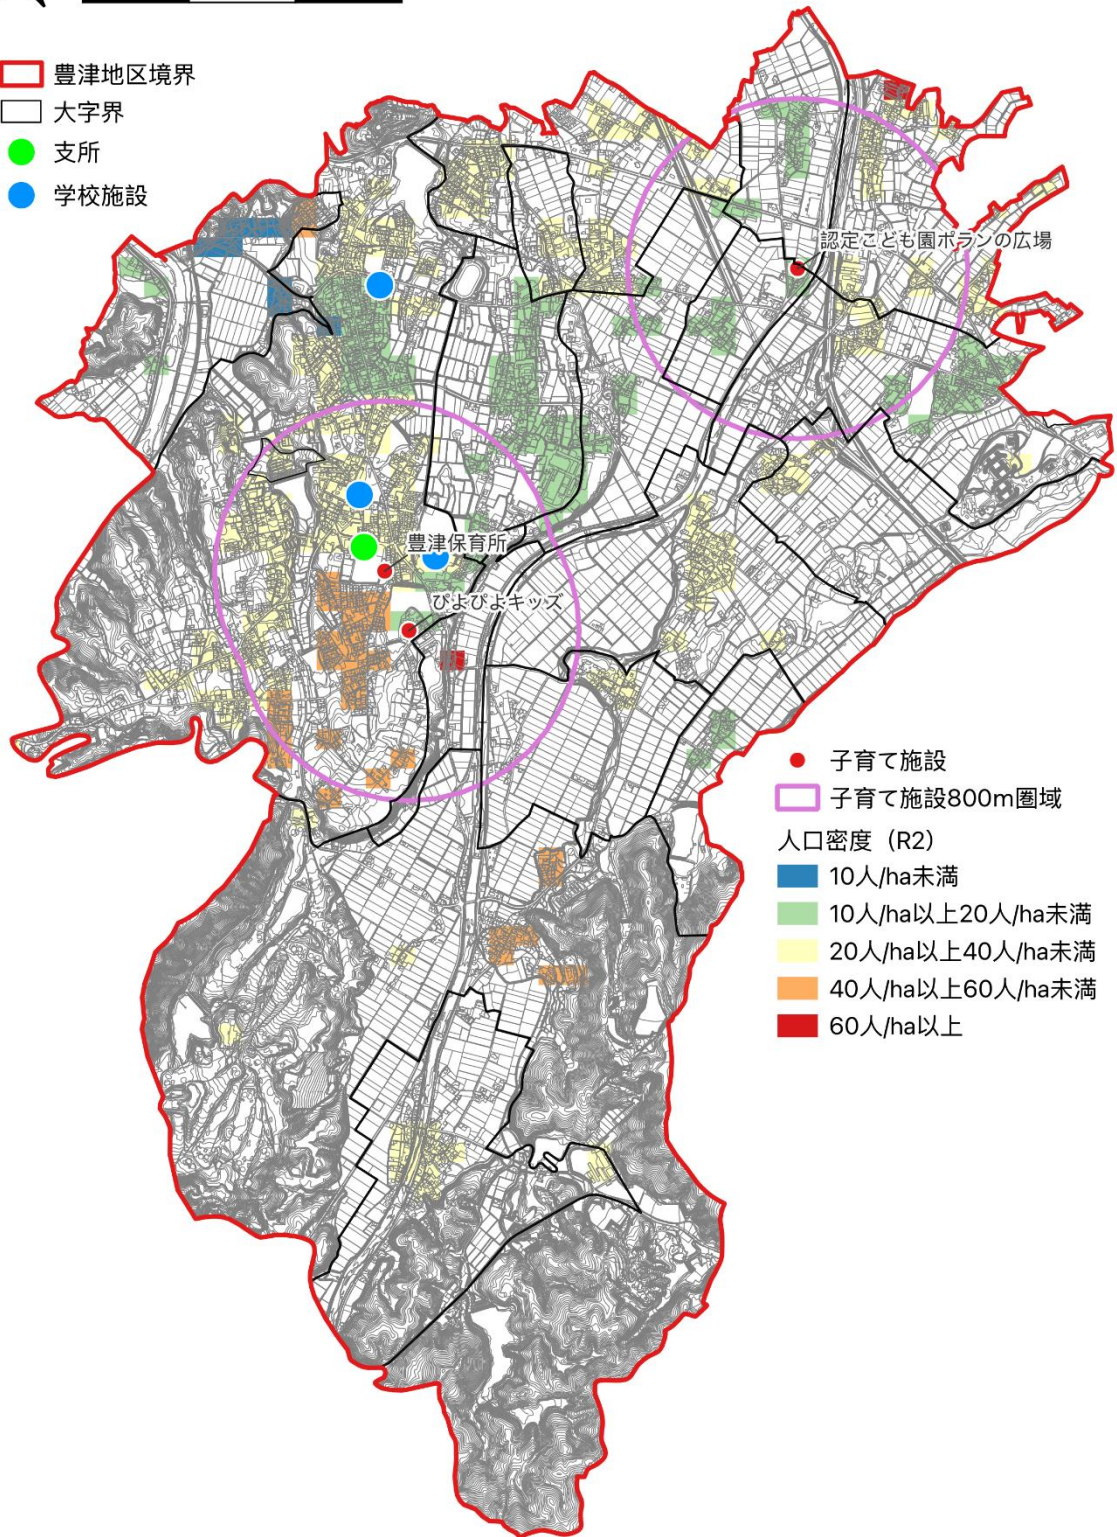 豊津地区境界
大字界
支所
学校施設
認定こども園ポランの広場
豊津保育所
ぴよぴよキッズ
子育て施設
子育て施設800m圏域
人口密度（R2）
10人/ha未満
10人/ha以上20人/ha未満
20人/ha以上40人/ha未満
40人/ha以上60人/ha未満
60人/ha以上